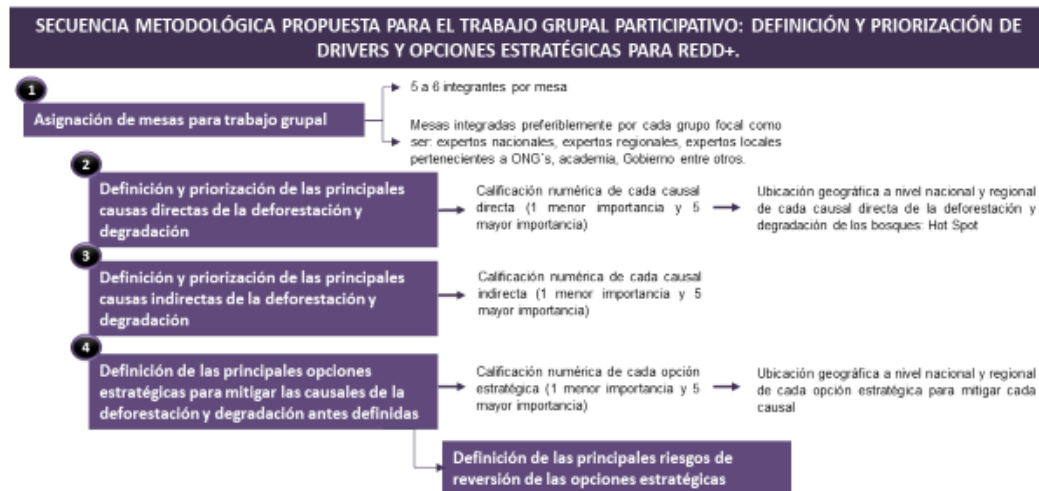 SECUENCIA METODOLÓGICA PROPUESTA PARA EL TRABAJO GRUPAL PARTICIPATIVO: DEFINICIÓN Y PRIORIZACIÓN DE
DRIVERS Y OPCIONES ESTRATÉGICAS PARA REDD+.
1
Asignación de mesas para trabajo grupal
5 a 6 integrantes por mesa
Mesas integradas preferiblemente por cada grupo focal como
ser: expertos nacionales, expertos regionales, expertos locales
pertenecientes a ONG´s, academia, Gobierno entre otros.
2
Definición y priorización de las principales
causas directas de la deforestación y
degradación
Calificación numérica de cada causal
directa (1 menor importancia y 5
mayor importancia)
Ubicación geográfica a nivel nacional y regional
de cada causal directa de la deforestación y
degradación de los bosques: Hot Spot
3
Definición y priorización de las principales
causas indirectas de la deforestación y
degradación
Calificación numérica de cada causal
indirecta (1 menor importancia y 5
mayor importancia)
4
Definición de las principales opciones
estratégicas para mitigar las causales de la
deforestación y degradación antes definidas
Calificación numérica de cada opción
estratégica (1 menor importancia y 5
mayor importancia)
Ubicación geográfica a nivel nacional y regional
de cada opción estratégica para mitigar cada
causal
Definición de las principales riesgos de
reversión de las opciones estratégicas